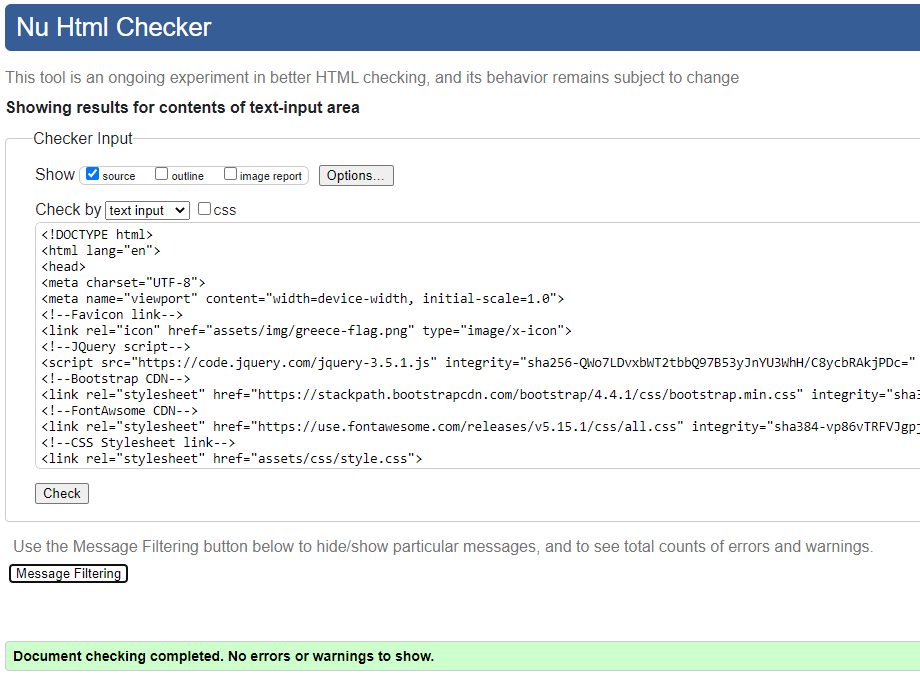 Nu Html Checker
This tool is an ongoing experiment in better HTML checking, and its behavior remains subject to change
Showing results for contents of text-input area
Checker Input
Show source outline image report Options...
Check by text input css
<!DOCTYPE html>
<html lang="en">
<head>
<meta charset="UTF-8">
<meta name="viewport" content="width=device-width, initial-scale=1.0">
<!--Favicon link-->
<link rel="icon" href="assets/img/greece-flag.png" type="image/x-icon">
<!--JQuery script-->
<script src="https://code.jquery.com/jquery-3.5.1.js" integrity="sha256-QWo7LDvxbWT2tbbQ97B53yJnYU3WhH/C8ycbRAkjPDc="
<!--Bootstrap CDN-->
<link rel="stylesheet" href="https://stackpath.bootstrapcdn.com/bootstrap/4.4.1/css/bootstrap.min.css" integrity="sha3
<!--FontAwsome CDN-->
<link rel="stylesheet" href="https://use.fontawesome.com/releases/v5.15.1/css/all.css" integrity="sha384-vp86vTRFVJgpj
<!--CSS Stylesheet link-->
<link rel="stylesheet" href="assets/css/style.css">
Check
Use the Message Filtering button below to hide/show particular messages, and to see total counts of errors and warnings.
Message Filtering
Document checking completed. No errors or warnings to show.